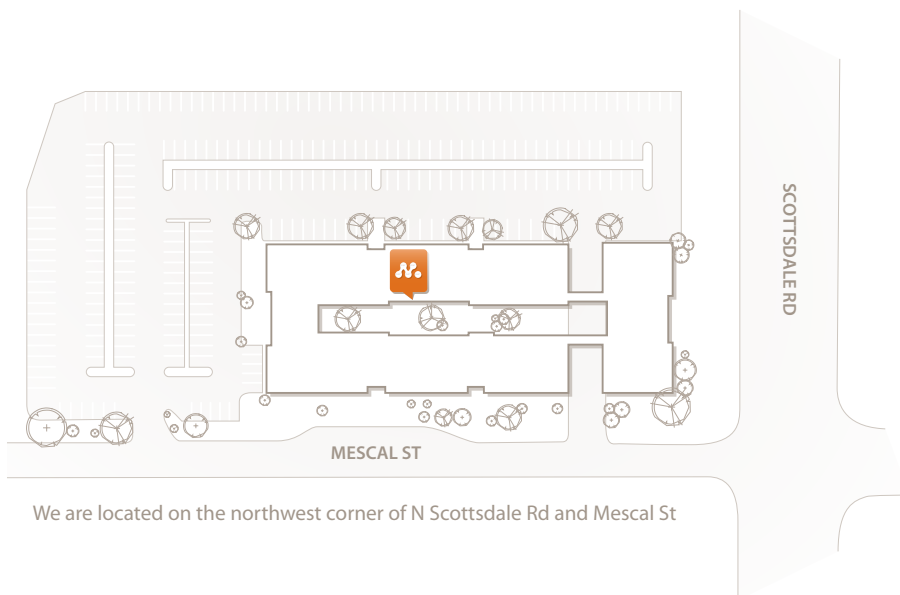 SCOTTSDALE RD
MESCAL ST
We are located on the northwest corner of N Scottsdale Rd and Mescal St